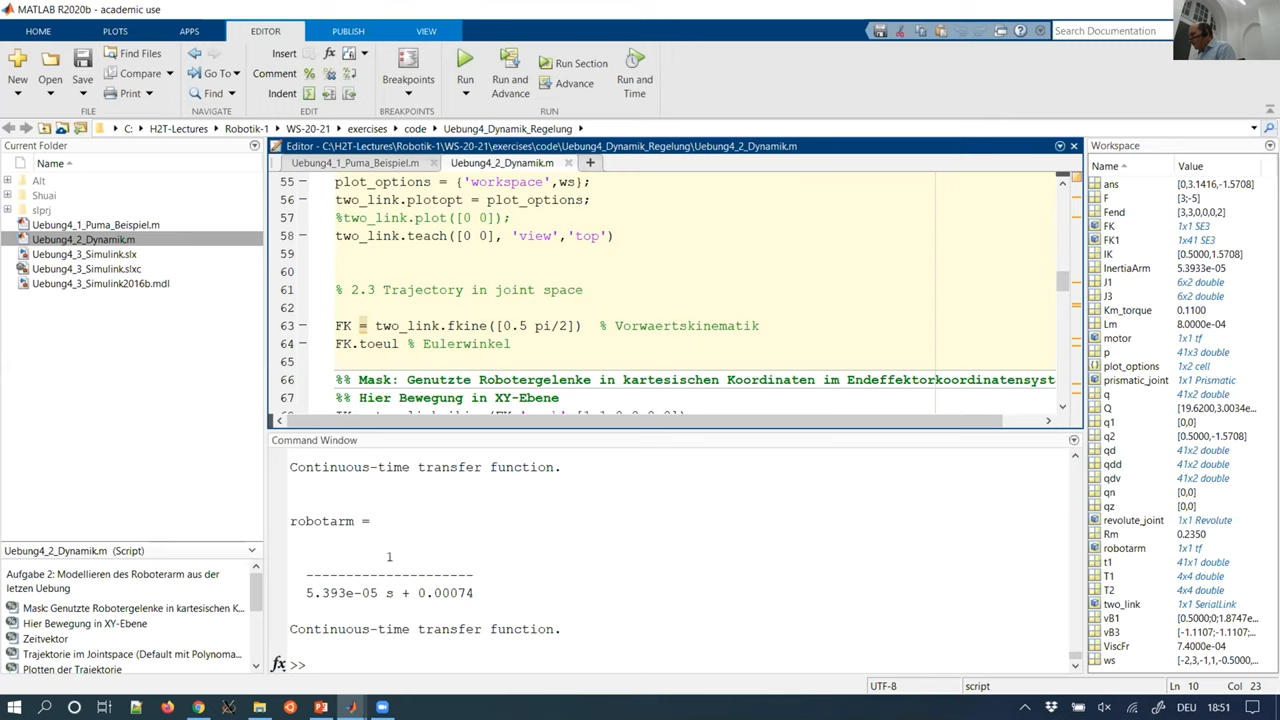 MATLAB R2020b - academic use
HOME PLOTS APPS EDITOR PUBLISH VIEW
Search Documentation
New Open Save Find Files Compare Print
Go To Find
Insert Comment Indent
Breakpoints
Run Run and Advance Run Section Advance Run and Time
FILE NAVIGATE EDIT BREAKPOINTS RUN
C: H2T-Lectures Robotik-1 WS-20-21 exercises code Uebung4_Dynamik_Regelung
Current Folder
Name
Alt
Shuai
slprj
Uebung4_1_Puma_Beispiel.m
Uebung4_2_Dynamik.m
Uebung4_3_Simulink.slx
Uebung4_3_Simulink.slxc
Uebung4_3_Simulink2016b.mdl
Uebung4_2_Dynamik.m (Script)
Aufgabe 2: Modellieren des Roboterarm aus der
letzen Uebung
Mask: Genutzte Robotergelenke in kartesischen K...
Hier Bewegung in XY-Ebene
Zeitvektor
Trajektorie im Jointspace (Default mit Polynoma...
Plotten der Traiektorie
Editor - C:\H2T-Lectures\Robotik-1\WS-20-21\exercises\code\Uebung4_Dynamik_Regelung\Uebung4_2_Dynamik.m
Uebung4_1_Puma_Beispiel.m Uebung4_2_Dynamik.m
55 plot_options = {'workspace',ws};
56 two_link.plotopt = plot_options;
57 %two_link.plot([0 0]);
58 two_link.teach([0 0], 'view','top')
59
60
61 % 2.3 Trajectory in joint space
62
63 FK = two_link.fkine([0.5 pi/2]) % Vorwaertskinematik
64 FK.toeul % Eulerwinkel
65
66 %% Mask: Genutzte Robotergelenke in kartesischen Koordinaten im Endeffektorkoordinatensyst
67 %% Hier Bewegung in XY-Ebene
Command Window
Continuous-time transfer function.
robotarm =
1
---------------------
5.393e-05 s + 0.00074
Continuous-time transfer function.
fx >>
Workspace
Name Value
ans [0,3.1416,-1.5708]
F [3;-5]
Fend [3,3,0,0,0,2]
FK 1x1 SE3
FK1 1x41 SE3
IK [0.5000,1.5708]
InertiaArm 5.3933e-05
J1 6x2 double
J3 6x2 double
Km_torque 0.1100
Lm 8.0000e-04
motor 1x1 tf
p 41x3 double
plot_options 1x2 cell
prismatic_joint 1x1 Prismatic
q 41x2 double
Q [19.6200,3.0034e...
q1 [0,0]
q2 [0.5000,-1.5708]
qd 41x2 double
qdd 41x2 double
qdv 41x2 double
qn [0,0]
qz [0,0]
revolute_joint 1x1 Revolute
Rm 0.2350
robotarm 1x1 tf
t1 41x1 double
T1 4x4 double
T2 4x4 double
two_link 1x1 SerialLink
vB1 [0.5000;0;1.8747e...
vB3 [-1.1107;-1.1107;...
ViscFr 7.4000e-04
ws [-2,3,-1,1,-0.5000,...
UTF-8 script Ln 10 Col 23
DEU 18:51